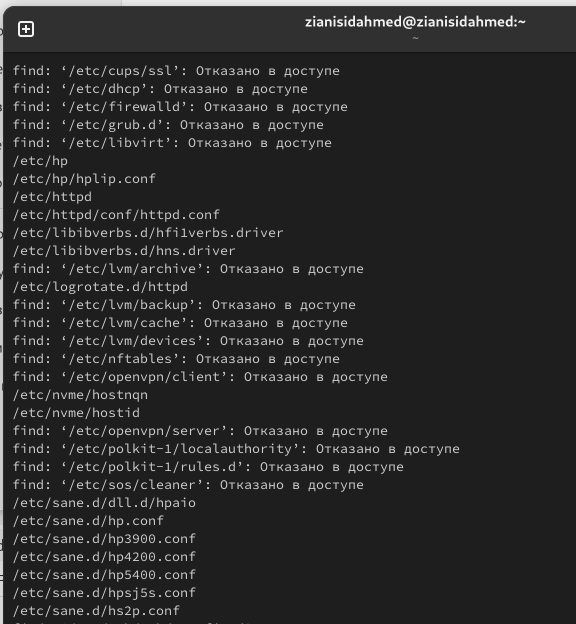 zianisidahmed@zianisidahmed:~
~
find: ‘/etc/cups/ssl’: Отказано в доступе
find: ‘/etc/dhcp’: Отказано в доступе
find: ‘/etc/firewalld’: Отказано в доступе
find: ‘/etc/grub.d’: Отказано в доступе
find: ‘/etc/libvirt’: Отказано в доступе
/etc/hp
/etc/hp/hplip.conf
/etc/httpd
/etc/httpd/conf/httpd.conf
/etc/libibverbs.d/hfi1verbs.driver
/etc/libibverbs.d/hns.driver
find: ‘/etc/lvm/archive’: Отказано в доступе
/etc/logrotate.d/httpd
find: ‘/etc/lvm/backup’: Отказано в доступе
find: ‘/etc/lvm/cache’: Отказано в доступе
find: ‘/etc/lvm/devices’: Отказано в доступе
find: ‘/etc/nftables’: Отказано в доступе
find: ‘/etc/openvpn/client’: Отказано в доступе
/etc/nvme/hostnqn
/etc/nvme/hostid
find: ‘/etc/openvpn/server’: Отказано в доступе
find: ‘/etc/polkit-1/localauthority’: Отказано в доступе
find: ‘/etc/polkit-1/rules.d’: Отказано в доступе
find: ‘/etc/sos/cleaner’: Отказано в доступе
/etc/sane.d/dll.d/hpaio
/etc/sane.d/hp.conf
/etc/sane.d/hp3900.conf
/etc/sane.d/hp4200.conf
/etc/sane.d/hp5400.conf
/etc/sane.d/hpsj5s.conf
/etc/sane.d/hs2p.conf